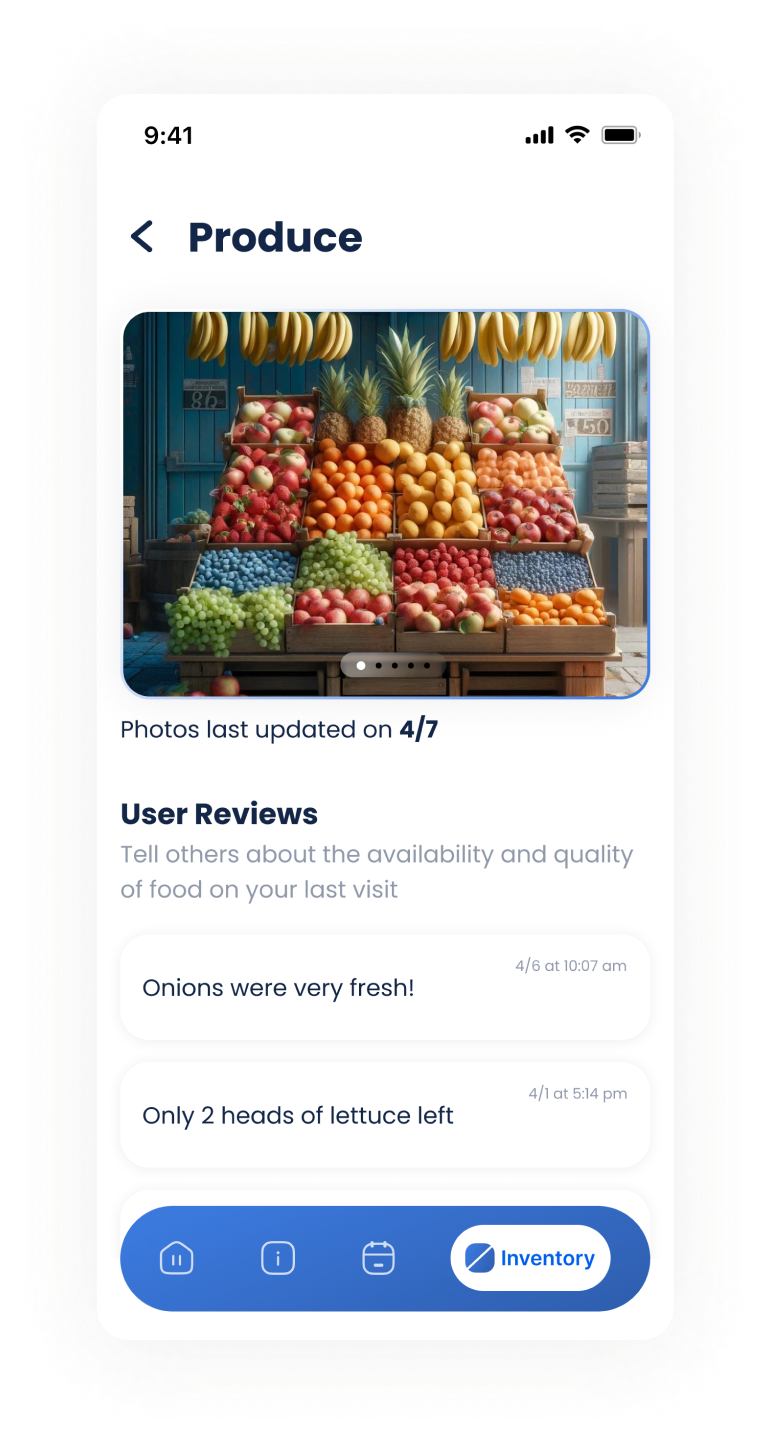 9:41
Produce
86
50
Photos last updated on 4/7
User Reviews
Tell others about the availability and quality
of food on your last visit
4/6 at 10:07 am
Onions were very fresh!
4/1 at 5:14 pm
Only 2 heads of lettuce left
Inventory